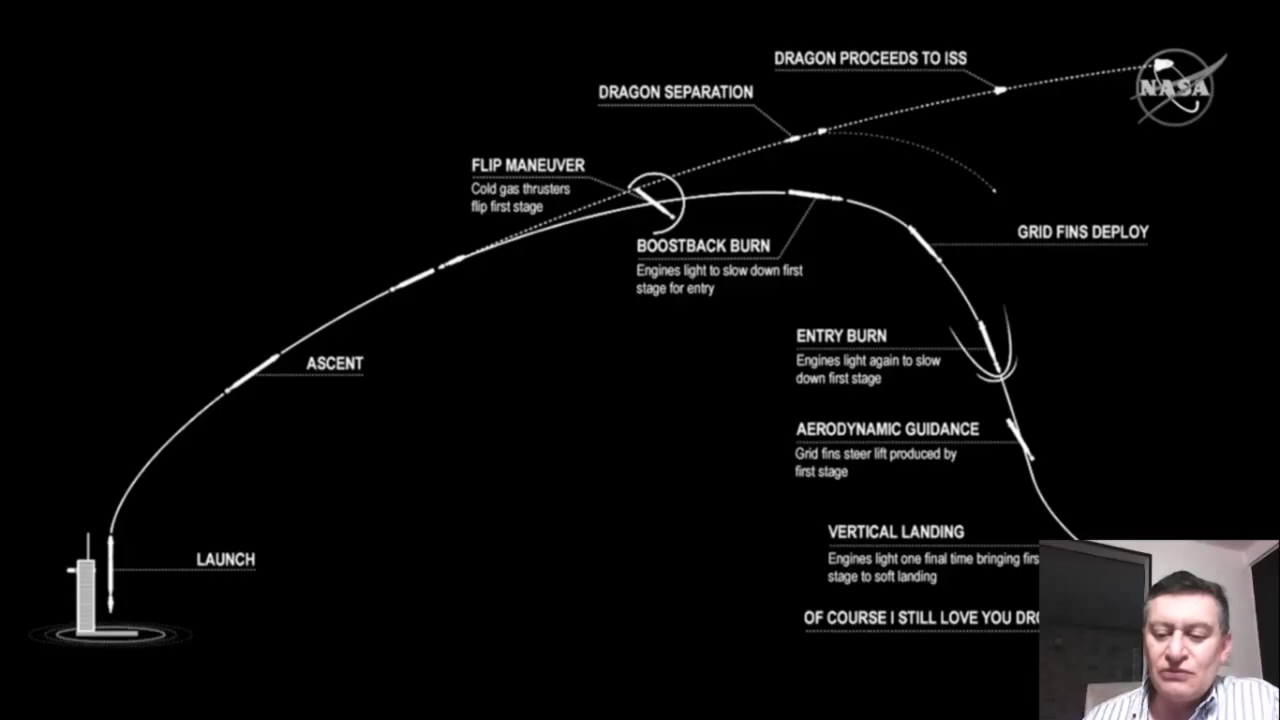 DRAGON PROCEEDS TO ISS
NASA
DRAGON SEPARATION
FLIP MANEUVER
Cold gas thrusters
flip first stage
BOOSTBACK BURN
Engines light to slow down first
stage for entry
GRID FINS DEPLOY
ENTRY BURN
Engines light again to slow
down first stage
ASCENT
AERODYNAMIC GUIDANCE
Grid fins steer lift produced by
first stage
VERTICAL LANDING
Engines light one final time bringing
stage to soft landing
LAUNCH
OF COURSE I STILL LOVE YOU